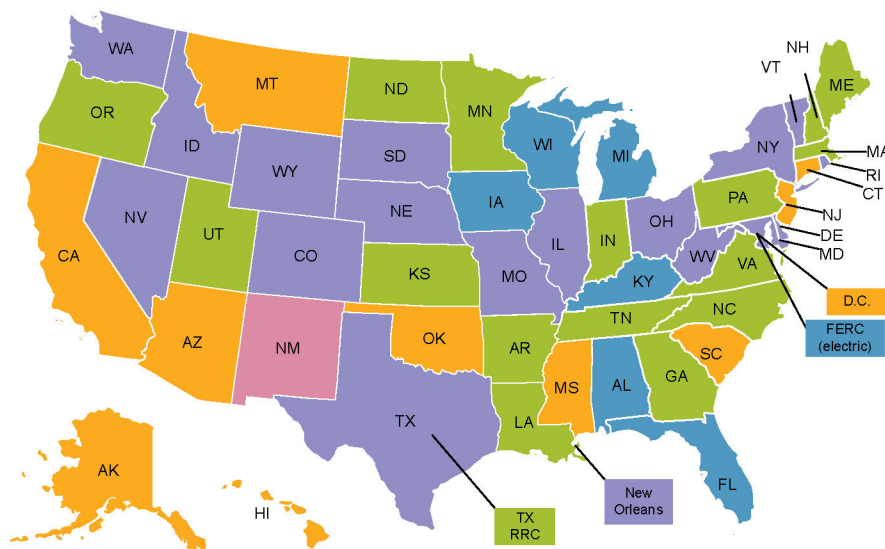 NH
WA
VT
MT
ME
ND
OR
MN
ID
NY
MA
WI
SD
MI
RI
WY
CT
PA
IA
NJ
NE
OH
DE
NV
IL
IN
UT
MD
CO
WV
CA
VA
MO
KS
KY
D.C.
NC
TN
FERC
(electric)
OK
AZ
AR
NM
SC
GA
MS
AL
TX
LA
AK
FL
New
Orleans
HI
TX
RRC